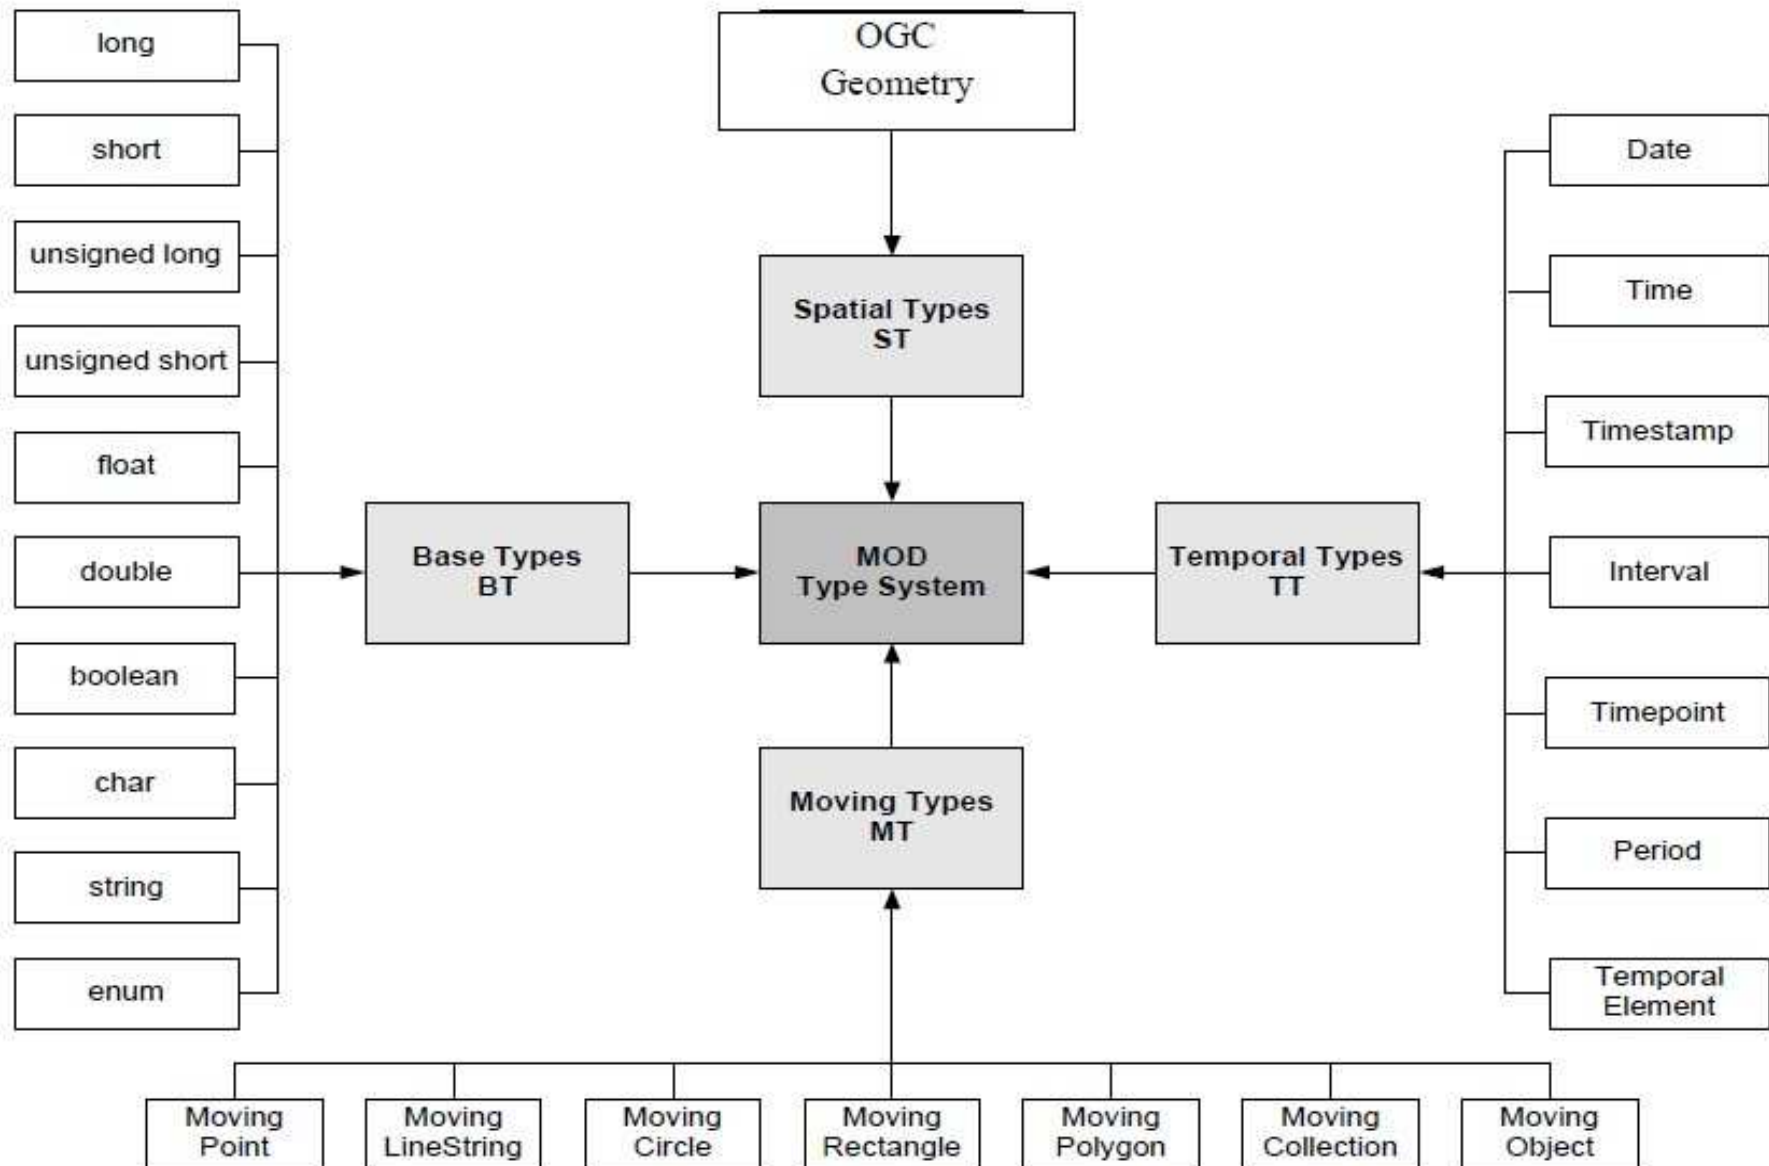 long
short
unsigned long
unsigned short
float
double
boolean
char
string
enum
OGC
Geometry
Spatial Types
ST
Base Types
BT
MOD
Type System
Temporal Types
TT
Moving Types
MT
Date
Time
Timestamp
Interval
Timepoint
Period
Temporal
Element
Moving
Point
Moving
LineString
Moving
Circle
Moving
Rectangle
Moving
Polygon
Moving
Collection
Moving
Object